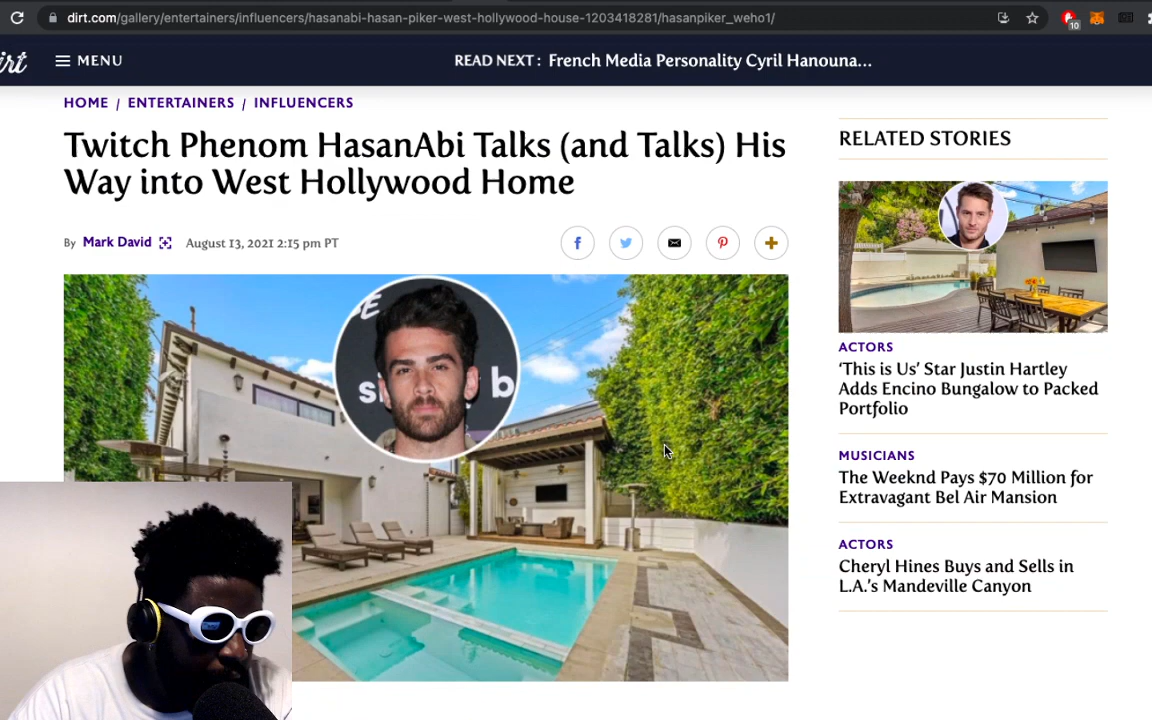 dirt.com/gallery/entertainers/influencers/hasanabi-hasan-piker-west-hollywood-house-1203418281/hasanpiker_weho1/
10
irt
MENU
READ NEXT : French Media Personality Cyril Hanouna...
HOME / ENTERTAINERS / INFLUENCERS
Twitch Phenom HasanAbi Talks (and Talks) His
Way into West Hollywood Home
By Mark David August 13, 2021 2:15 pm PT
RELATED STORIES
ACTORS
‘This is Us’ Star Justin Hartley
Adds Encino Bungalow to Packed
Portfolio
MUSICIANS
The Weeknd Pays $70 Million for
Extravagant Bel Air Mansion
ACTORS
Cheryl Hines Buys and Sells in
L.A.’s Mandeville Canyon